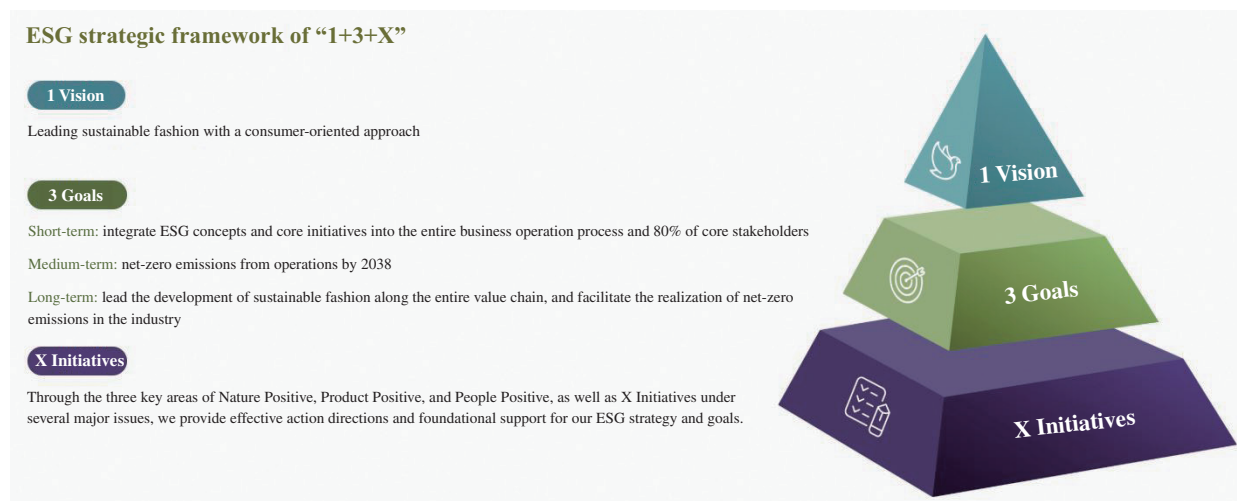 ESG strategic framework of “1+3+X”
1 Vision
Leading sustainable fashion with a consumer-oriented approach
3 Goals
Short-term: integrate ESG concepts and core initiatives into the entire business operation process and 80% of core stakeholders
Medium-term: net-zero emissions from operations by 2038
Long-term: lead the development of sustainable fashion along the entire value chain, and facilitate the realization of net-zero
emissions in the industry
X Initiatives
Through the three key areas of Nature Positive, Product Positive, and People Positive, as well as X Initiatives under
several major issues, we provide effective action directions and foundational support for our ESG strategy and goals.
1 Vision
3 Goals
X Initiatives